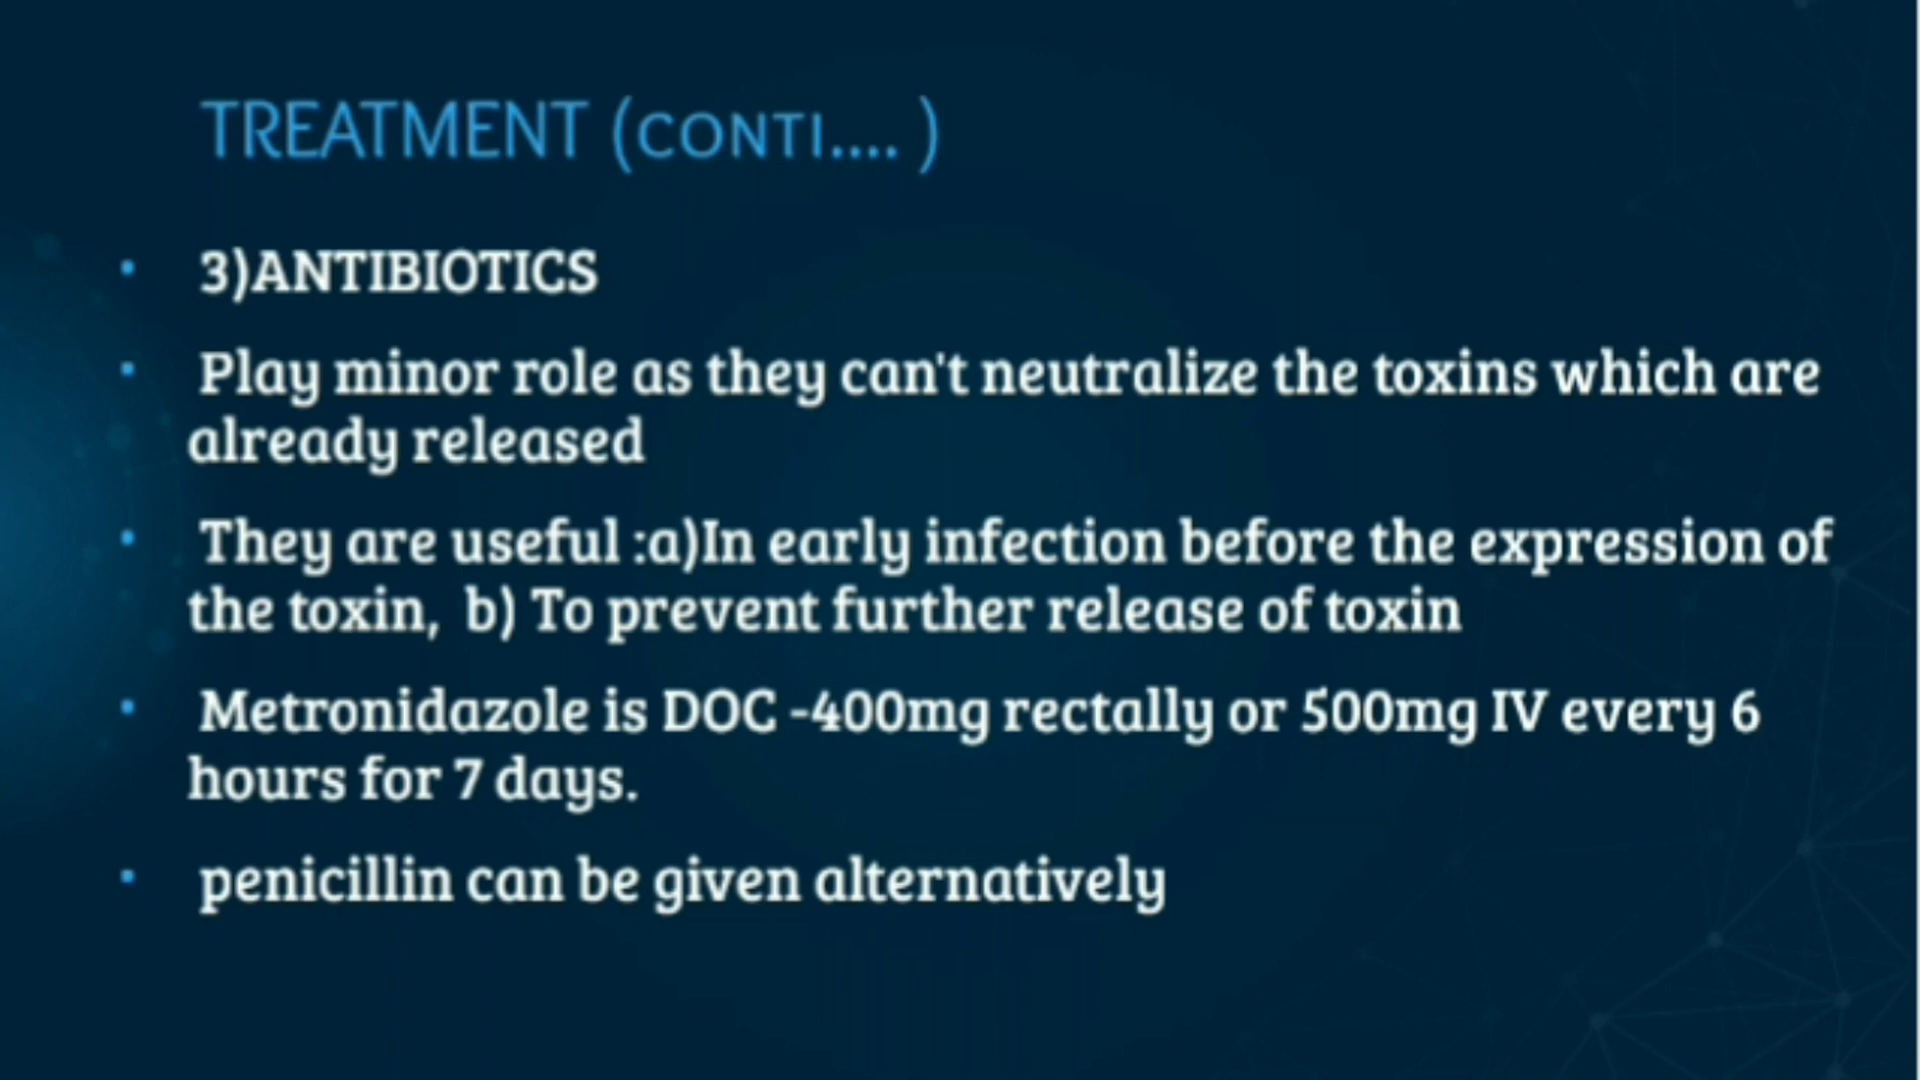 TREATMENT (CONTI.... )
3)ANTIBIOTICS
Play minor role as they can't neutralize the toxins which are
already released
They are useful :a)In early infection before the expression of
the toxin,  b) To prevent further release of toxin
Metronidazole is DOC -400mg rectally or 500mg IV every 6
hours for 7 days.
penicillin can be given alternatively